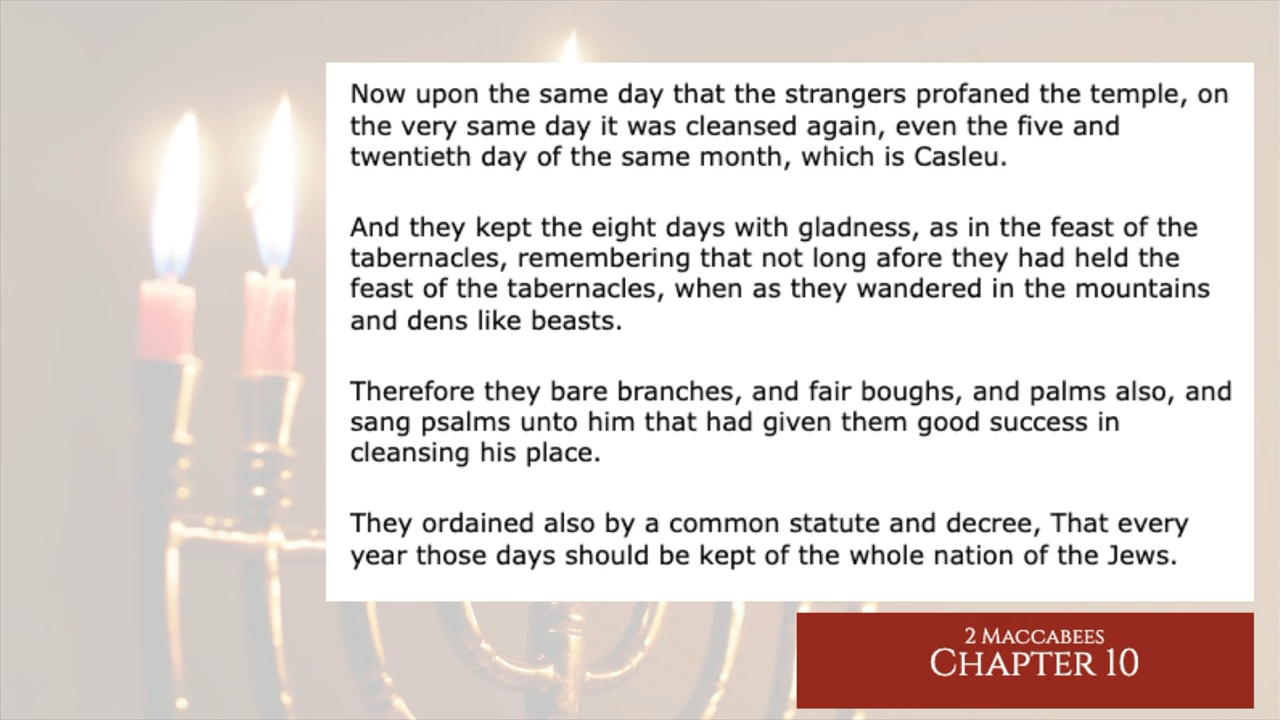 Now upon the same day that the strangers profaned the temple, on
the very same day it was cleansed again, even the five and
twentieth day of the same month, which is Casleu.
And they kept the eight days with gladness, as in the feast of the
tabernacles, remembering that not long afore they had held the
feast of the tabernacles, when as they wandered in the mountains
and dens like beasts.
Therefore they bare branches, and fair boughs, and palms also, and
sang psalms unto him that had given them good success in
cleansing his place.
They ordained also by a common statute and decree, That every
year those days should be kept of the whole nation of the Jews.
2 Maccabees
Chapter 10